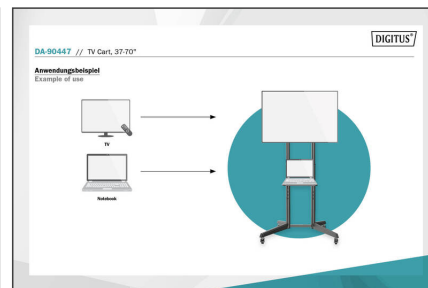 DIGITUS®
DA-90447 // TV Cart, 37-70"
Anwendungsbeispiel
Example of use
TV
Notebook